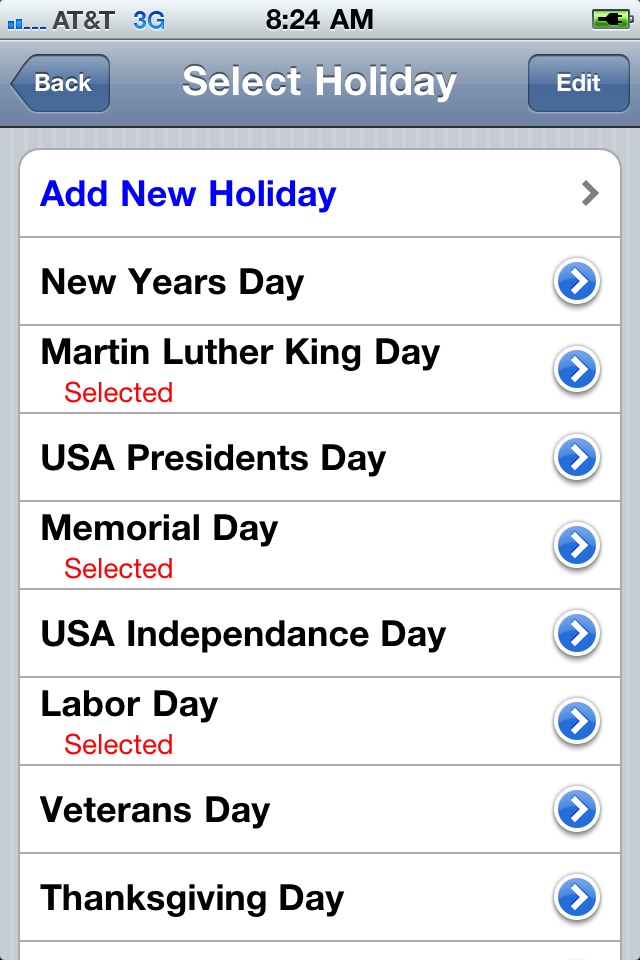 AT&T 3G 8:24 AM
Back Select Holiday Edit
Add New Holiday
New Years Day
Martin Luther King Day
Selected
USA Presidents Day
Memorial Day
Selected
USA Independance Day
Labor Day
Selected
Veterans Day
Thanksgiving Day